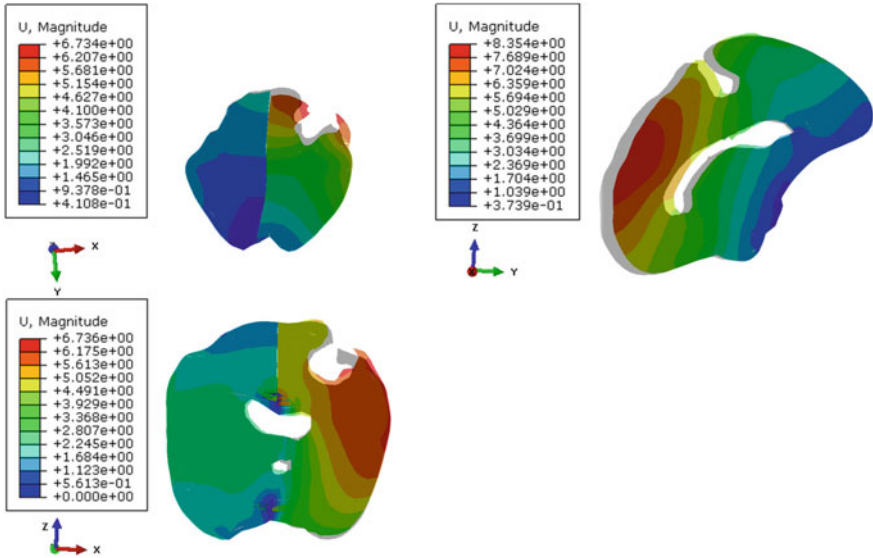 U, Magnitude
+6.734e+00
+6.207e+00
+5.681e+00
+5.154e+00
+4.627e+00
+4.100e+00
+3.573e+00
+3.046e+00
+2.519e+00
+1.992e+00
+1.465e+00
+9.378e-01
+4.108e-01
X
Y
U, Magnitude
+8.354e+00
+7.689e+00
+7.024e+00
+6.359e+00
+5.694e+00
+5.029e+00
+4.364e+00
+3.699e+00
+3.034e+00
+2.369e+00
+1.704e+00
+1.039e+00
+3.739e-01
Z
X
Y
U, Magnitude
+6.736e+00
+6.175e+00
+5.613e+00
+5.052e+00
+4.491e+00
+3.929e+00
+3.368e+00
+2.807e+00
+2.245e+00
+1.684e+00
+1.123e+00
+5.613e-01
+0.000e+00
Z
X